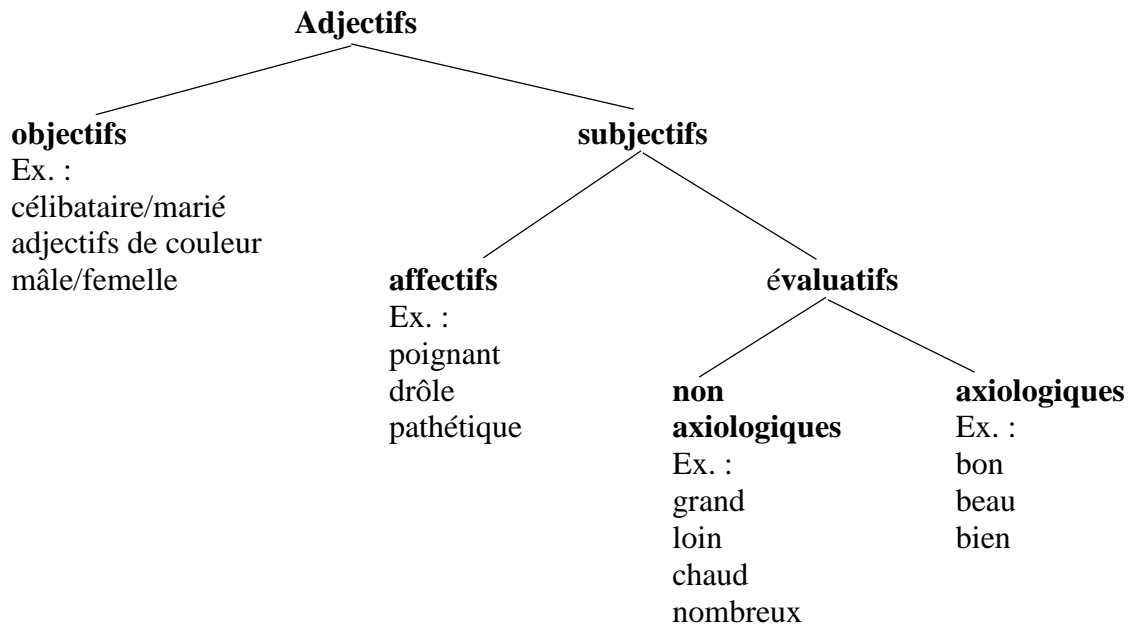 Adjectifs
objectifs
Ex. :
célibataire/marié
adjectifs de couleur
mâle/femelle
subjectifs
affectifs
Ex. :
poignant
drôle
pathétique
évaluatifs
non
axiologiques
Ex. :
grand
loin
chaud
nombreux
axiologiques
Ex. :
bon
beau
bien